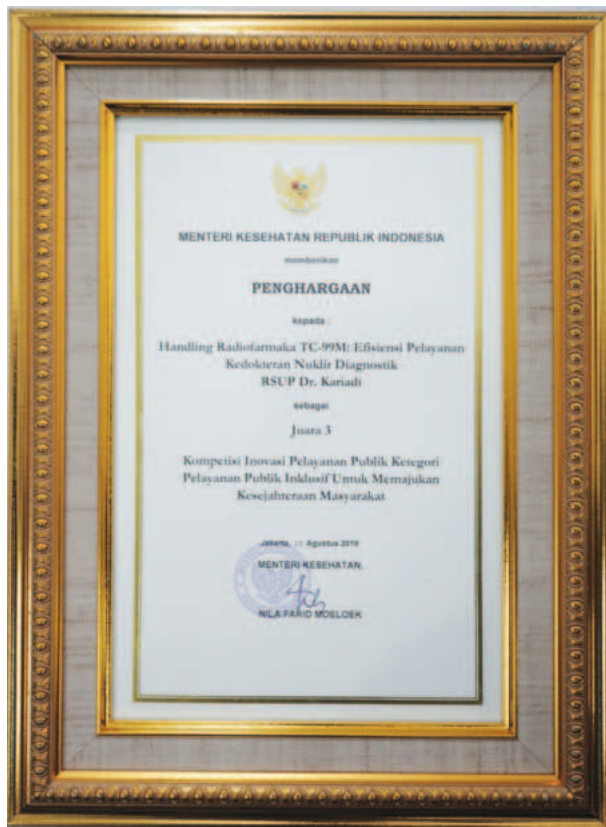 MENTERI KESEHATAN REPUBLIK INDONESIA
memberikan
PENGHARGAAN
kepada :
Handling Radiofarmaka TC-99M: Efisiensi Pelayanan
Kedokteran Nuklir Diagnostik
RSUP Dr. Kariadi
sebagai
Juara 3
Kompetisi Inovasi Pelayanan Publik Ketegori
Pelayanan Publik Inklusif Untuk Memajukan
Kesejahteraan Masyarakat
Jakarta, Agustus 2019
MENTERI KESEHATAN,
NILA FARID MOELOEK